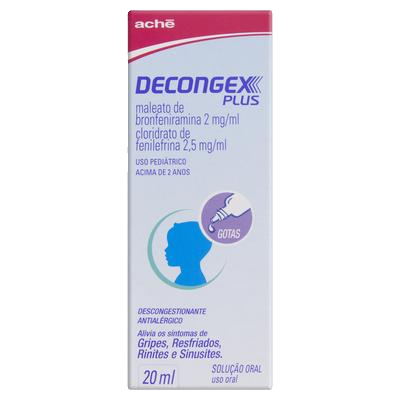 aché
DECONGEX
PLUS
maleato de
bronfeniramina 2 mg/ml
cloridrato de
fenilefrina 2,5 mg/ml
USO PEDIÁTRICO
ACIMA DE 2 ANOS
GOTAS
DESCONGESTIONANTE
ANTIALÉRGICO
Alivia os sintomas de
Gripes, Resfriados,
Rinites e Sinusites.
20 ml
SOLUÇÃO ORAL
uso oral